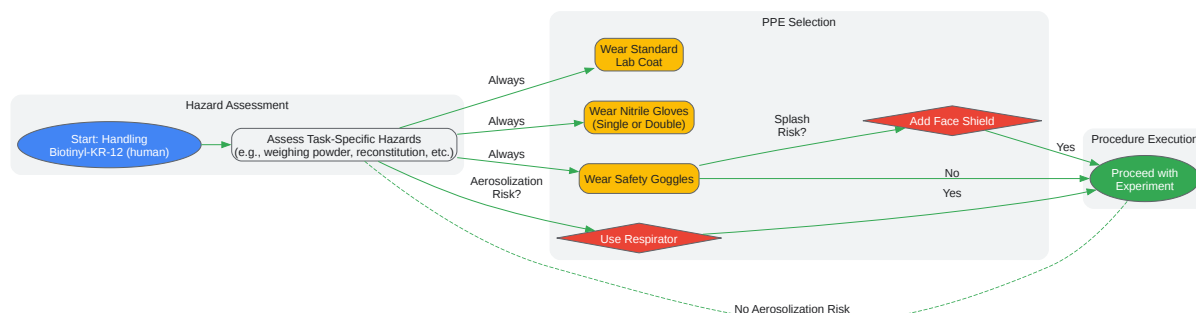 PPE Selection
Wear Standard
Lab Coat
Always
Hazard Assessment
Start: Handling
Biotinyl-KR-12 (human)
Assess Task-Specific Hazards
(e.g., weighing powder, reconstitution, etc.)
Always
Wear Nitrile Gloves
(Single or Double)
Splash
Risk?
Add Face Shield
Always
Wear Safety Goggles
Yes
No
Procedure Execution
Proceed with
Experiment
Aerosolization
Risk?
Use Respirator
Yes
No Aerosolization Risk